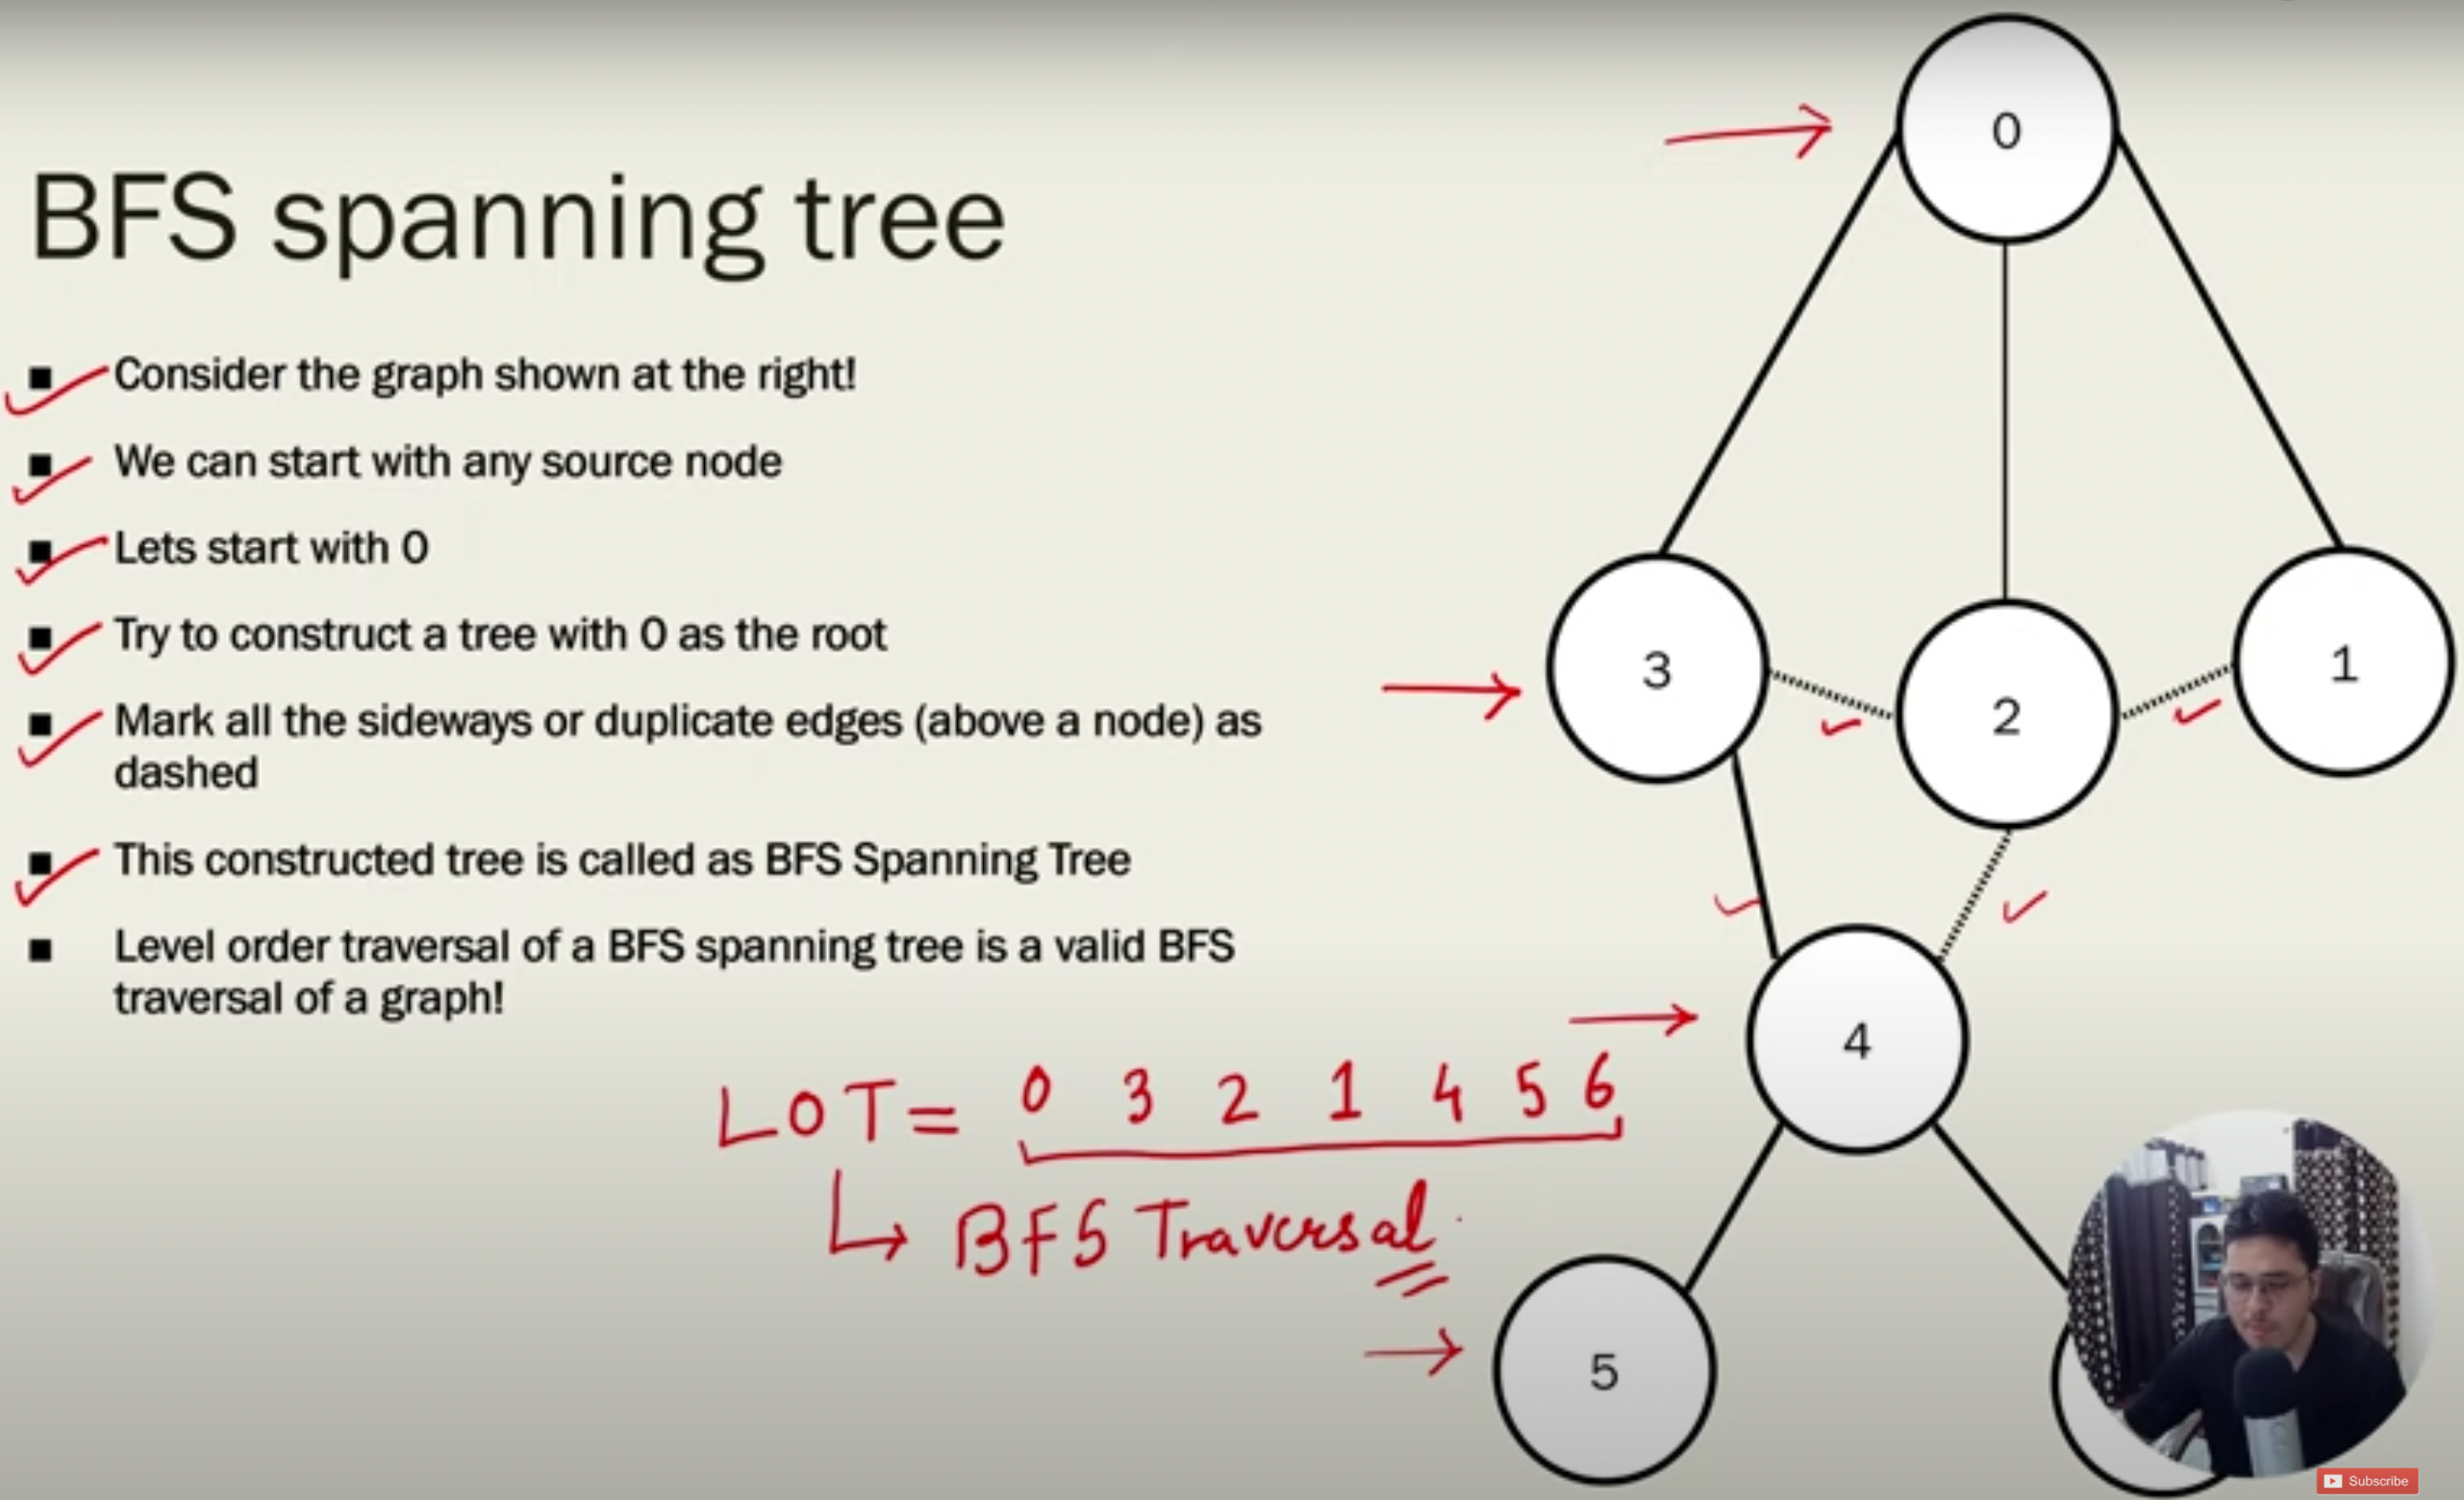 BFS spanning tree
Consider the graph shown at the right!
We can start with any source node
Lets start with 0
Try to construct a tree with 0 as the root
Mark all the sideways or duplicate edges (above a node) as
dashed
This constructed tree is called as BFS Spanning Tree
Level order traversal of a BFS spanning tree is a valid BFS
traversal of a graph!
LOT = 0 3 2 1 4 5 6
BFS Traversal
0
3
2
1
4
5
Subscribe